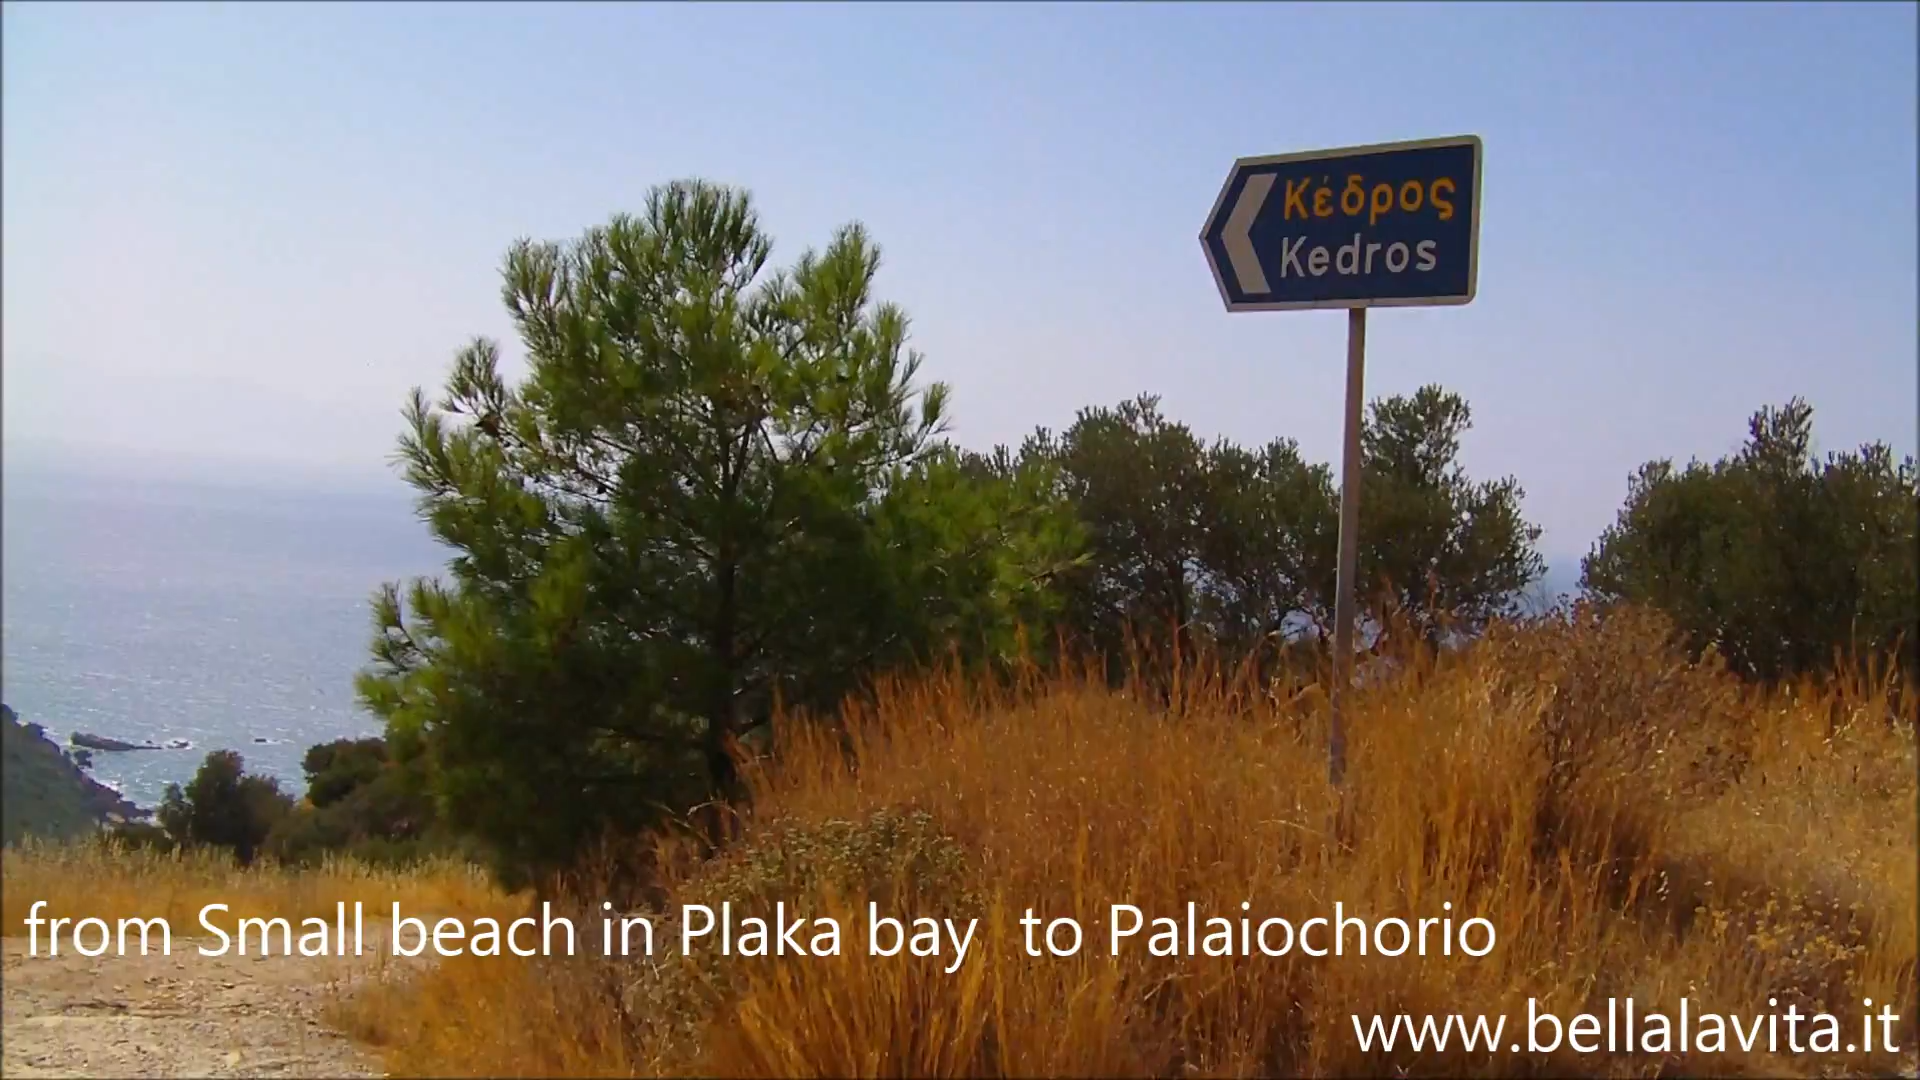 Κέδρος
Kedros
from Small beach in Plaka bay  to Palaiochorio
www.bellalavita.it